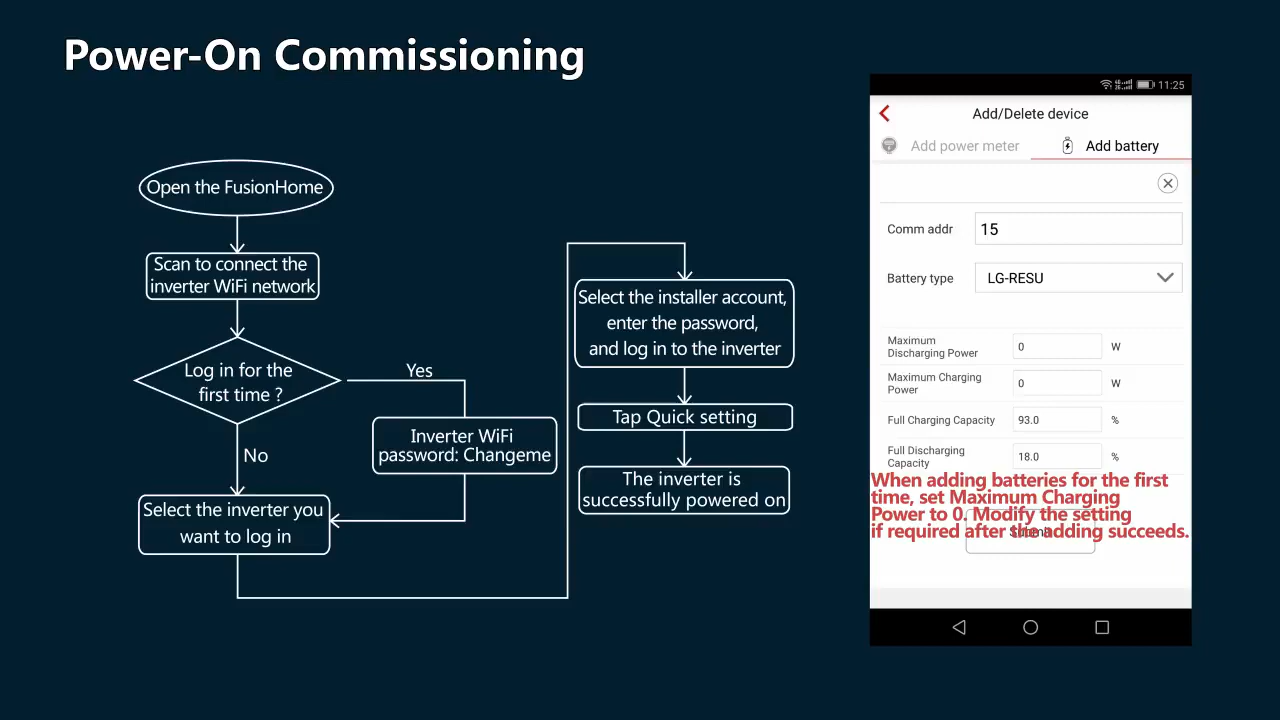 Power-On Commissioning
Open the FusionHome
Scan to connect the
inverter WiFi network
Log in for the
first time ?
Yes
Inverter WiFi
password: Changeme
No
Select the inverter you
want to log in
Select the installer account,
enter the password,
and log in to the inverter
Tap Quick setting
The inverter is
successfully powered on
11:25
Add/Delete device
Add power meter
Add battery
Comm addr
15
Battery type
LG-RESU
Maximum
Discharging Power
0
W
Maximum Charging
Power
0
W
Full Charging Capacity
93.0
%
Full Discharging
Capacity
18.0
%
When adding batteries for the first
time, set Maximum Charging
Power to 0. Modify the setting
if required after the adding succeeds.
Submit